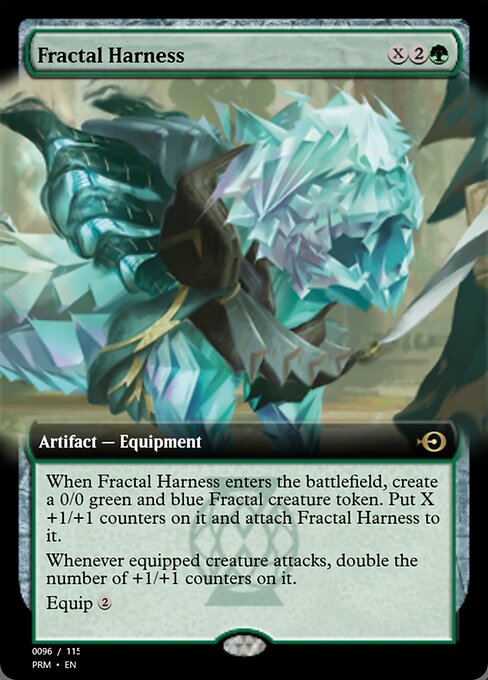 Fractal Harness
X2
Artifact — Equipment
When Fractal Harness enters the battlefield, create
a 0/0 green and blue Fractal creature token. Put X
+1/+1 counters on it and attach Fractal Harness to
it.
Whenever equipped creature attacks, double the
number of +1/+1 counters on it.
Equip 2
0096 / 115
PRM • EN